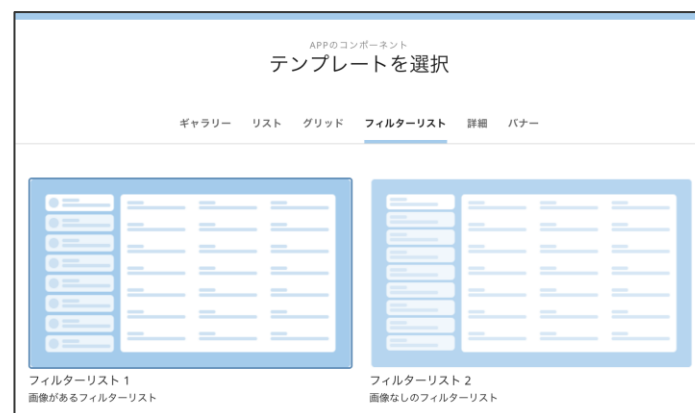 APPのコンポーネント
テンプレートを選択
ギャラリー リスト グリッド フィルターリスト 詳細 バナー
フィルターリスト 1
画像があるフィルターリスト
フィルターリスト 2
画像なしのフィルターリスト